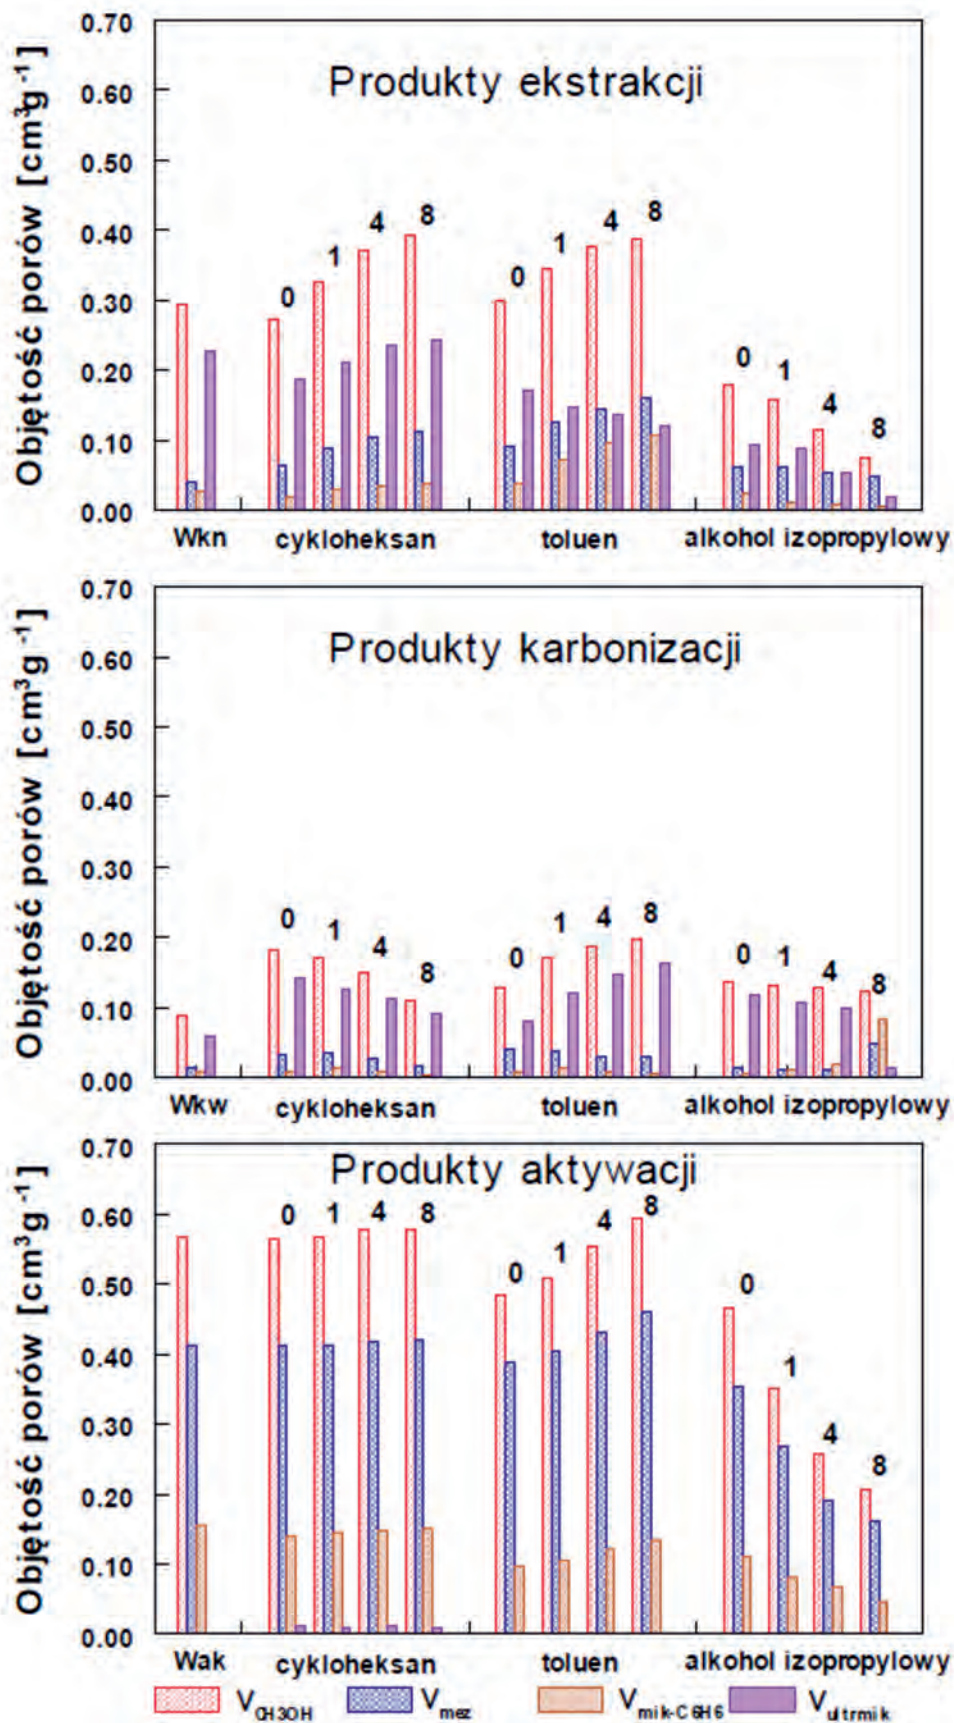 Produkty ekstrakcji
Objętość porów [cm³g⁻¹]
0.70
0.60
0.50
0.40
0.30
0.20
0.10
0.00
0 1 4 8
0 1 4 8
0 1 4 8
Wkn cykloheksan toluen alkohol izopropylowy
Produkty karbonizacji
Objętość porów [cm³g⁻¹]
0.70
0.60
0.50
0.40
0.30
0.20
0.10
0.00
0 1 4 8
0 1 4 8
0 1 4 8
Wkw cykloheksan toluen alkohol izopropylowy
Produkty aktywacji
Objętość porów [cm³g⁻¹]
0.70
0.60
0.50
0.40
0.30
0.20
0.10
0.00
0 1 4 8
0 1 4 8
0 1 4 8
Wak cykloheksan toluen alkohol izopropylowy
V CH3OH V mez V mik-C6H6 V ultrmik